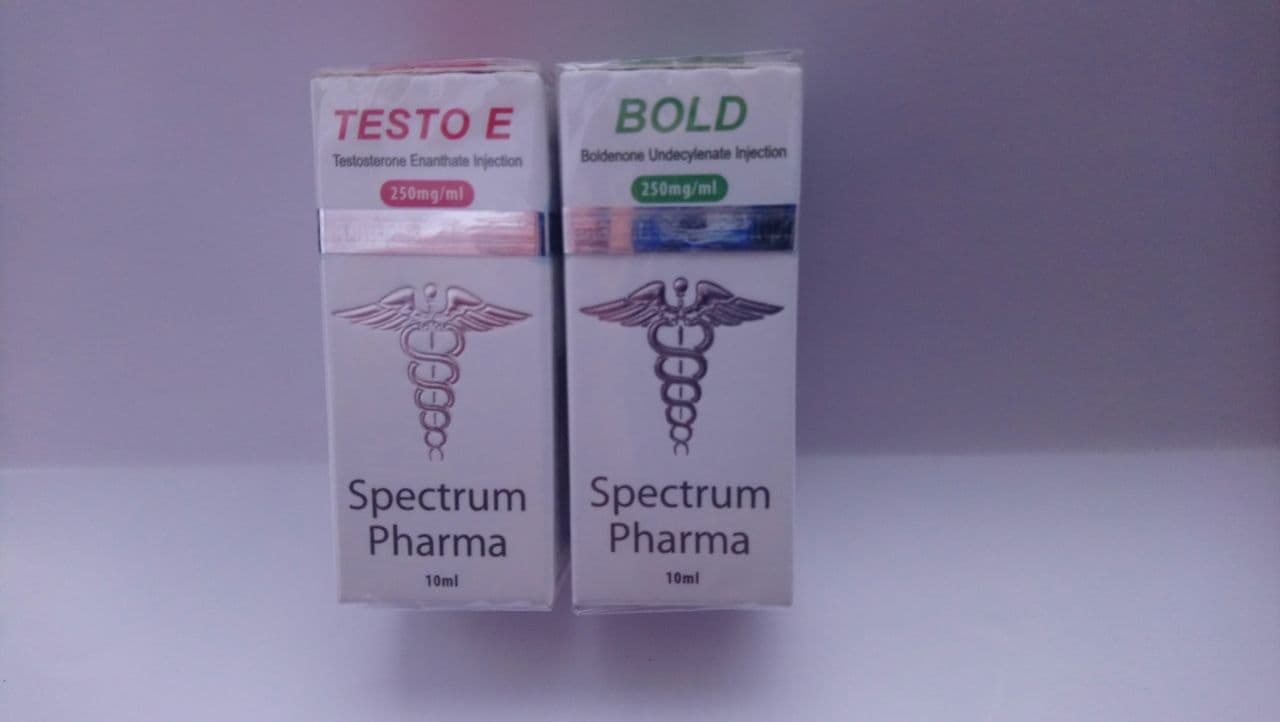 TESTO E
Testosterone Enanthate Injection
250mg/ml
Spectrum
Pharma
10ml
BOLD
Boldenone Undecylenate Injection
250mg/ml
Spectrum
Pharma
10ml